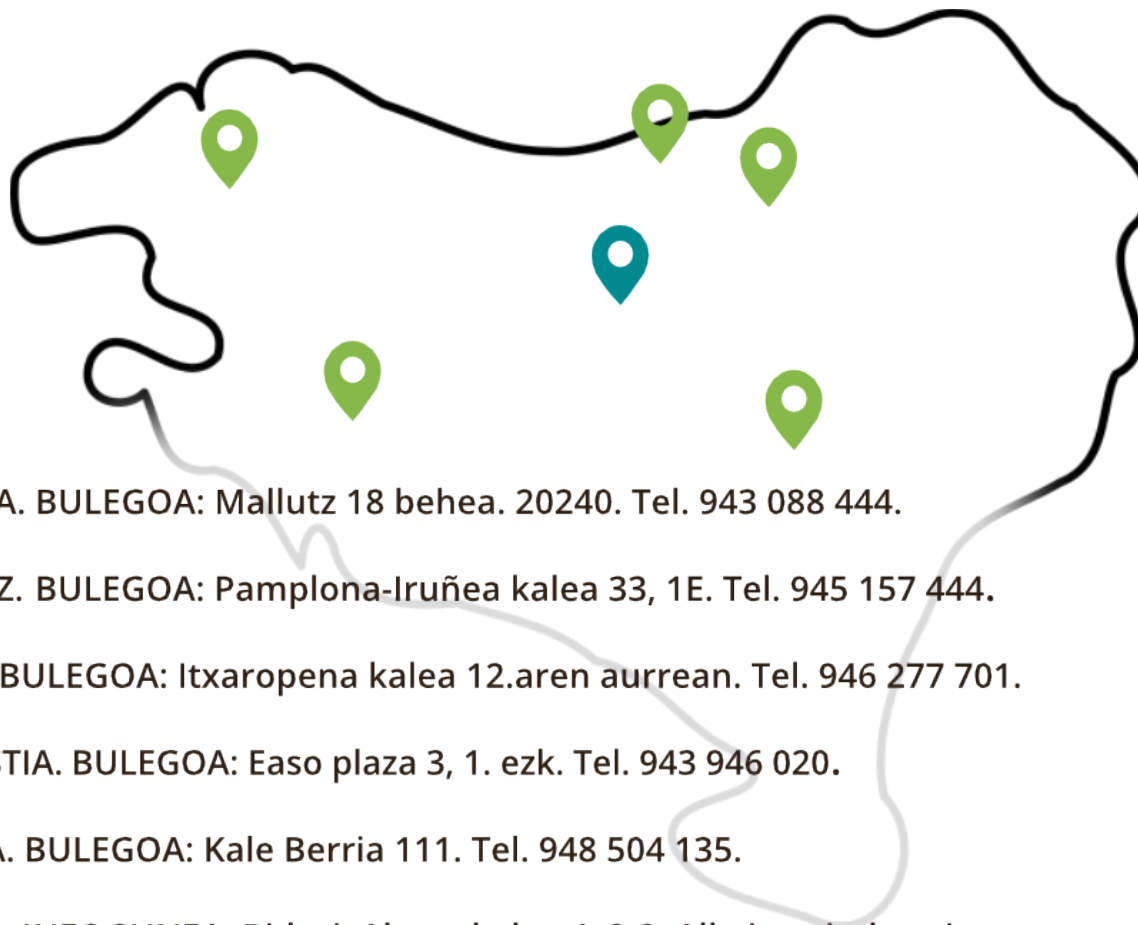 A. BULEGOA: Mallutz 18 behea. 20240. Tel. 943 088 444.
Z. BULEGOA: Pamplona-Iruñea kalea 33, 1E. Tel. 945 157 444.
BULEGOA: Itxaropena kalea 12.aren aurrean. Tel. 946 277 701.
STIA. BULEGOA: Easo plaza 3, 1. ezk. Tel. 943 946 020.
A. BULEGOA: Kale Berria 111. Tel. 948 504 135.